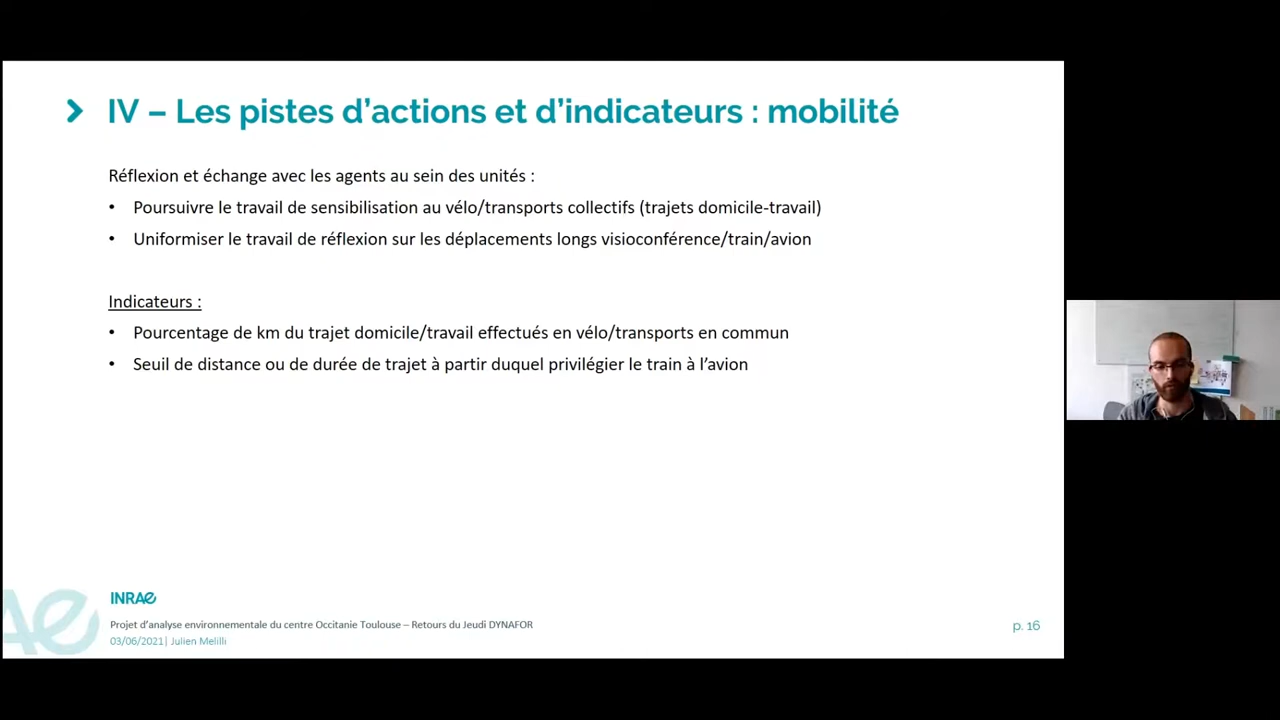 IV – Les pistes d’actions et d’indicateurs : mobilité
Réflexion et échange avec les agents au sein des unités :
• Poursuivre le travail de sensibilisation au vélo/transports collectifs (trajets domicile-travail)
• Uniformiser le travail de réflexion sur les déplacements longs visioconférence/train/avion
Indicateurs :
• Pourcentage de km du trajet domicile/travail effectués en vélo/transports en commun
• Seuil de distance ou de durée de trajet à partir duquel privilégier le train à l’avion
INRAE
Projet d’analyse environnementale du centre Occitanie Toulouse – Retours du Jeudi DYNAFOR
03/06/2021| Julien Melilli
p. 16